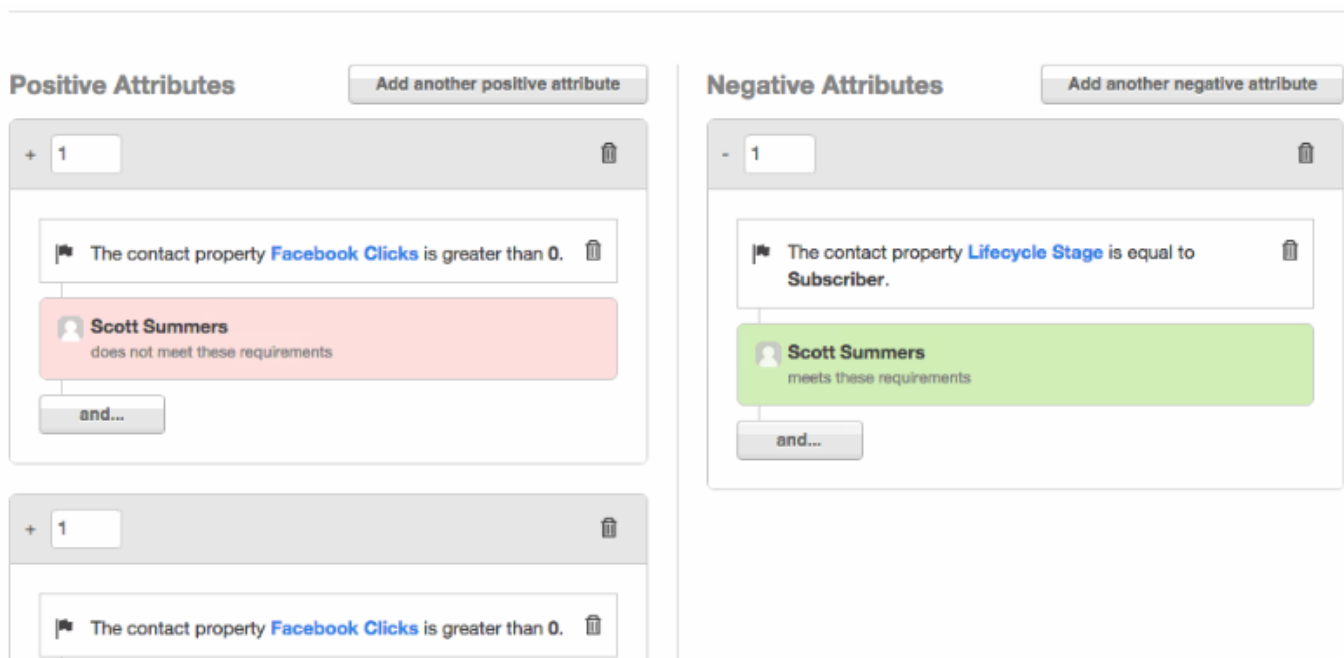 Positive Attributes
Add another positive attribute
+ 1
The contact property Facebook Clicks is greater than 0.
Scott Summers
does not meet these requirements
and...
+ 1
The contact property Facebook Clicks is greater than 0.
Negative Attributes
Add another negative attribute
- 1
The contact property Lifecycle Stage is equal to
Subscriber.
Scott Summers
meets these requirements
and...